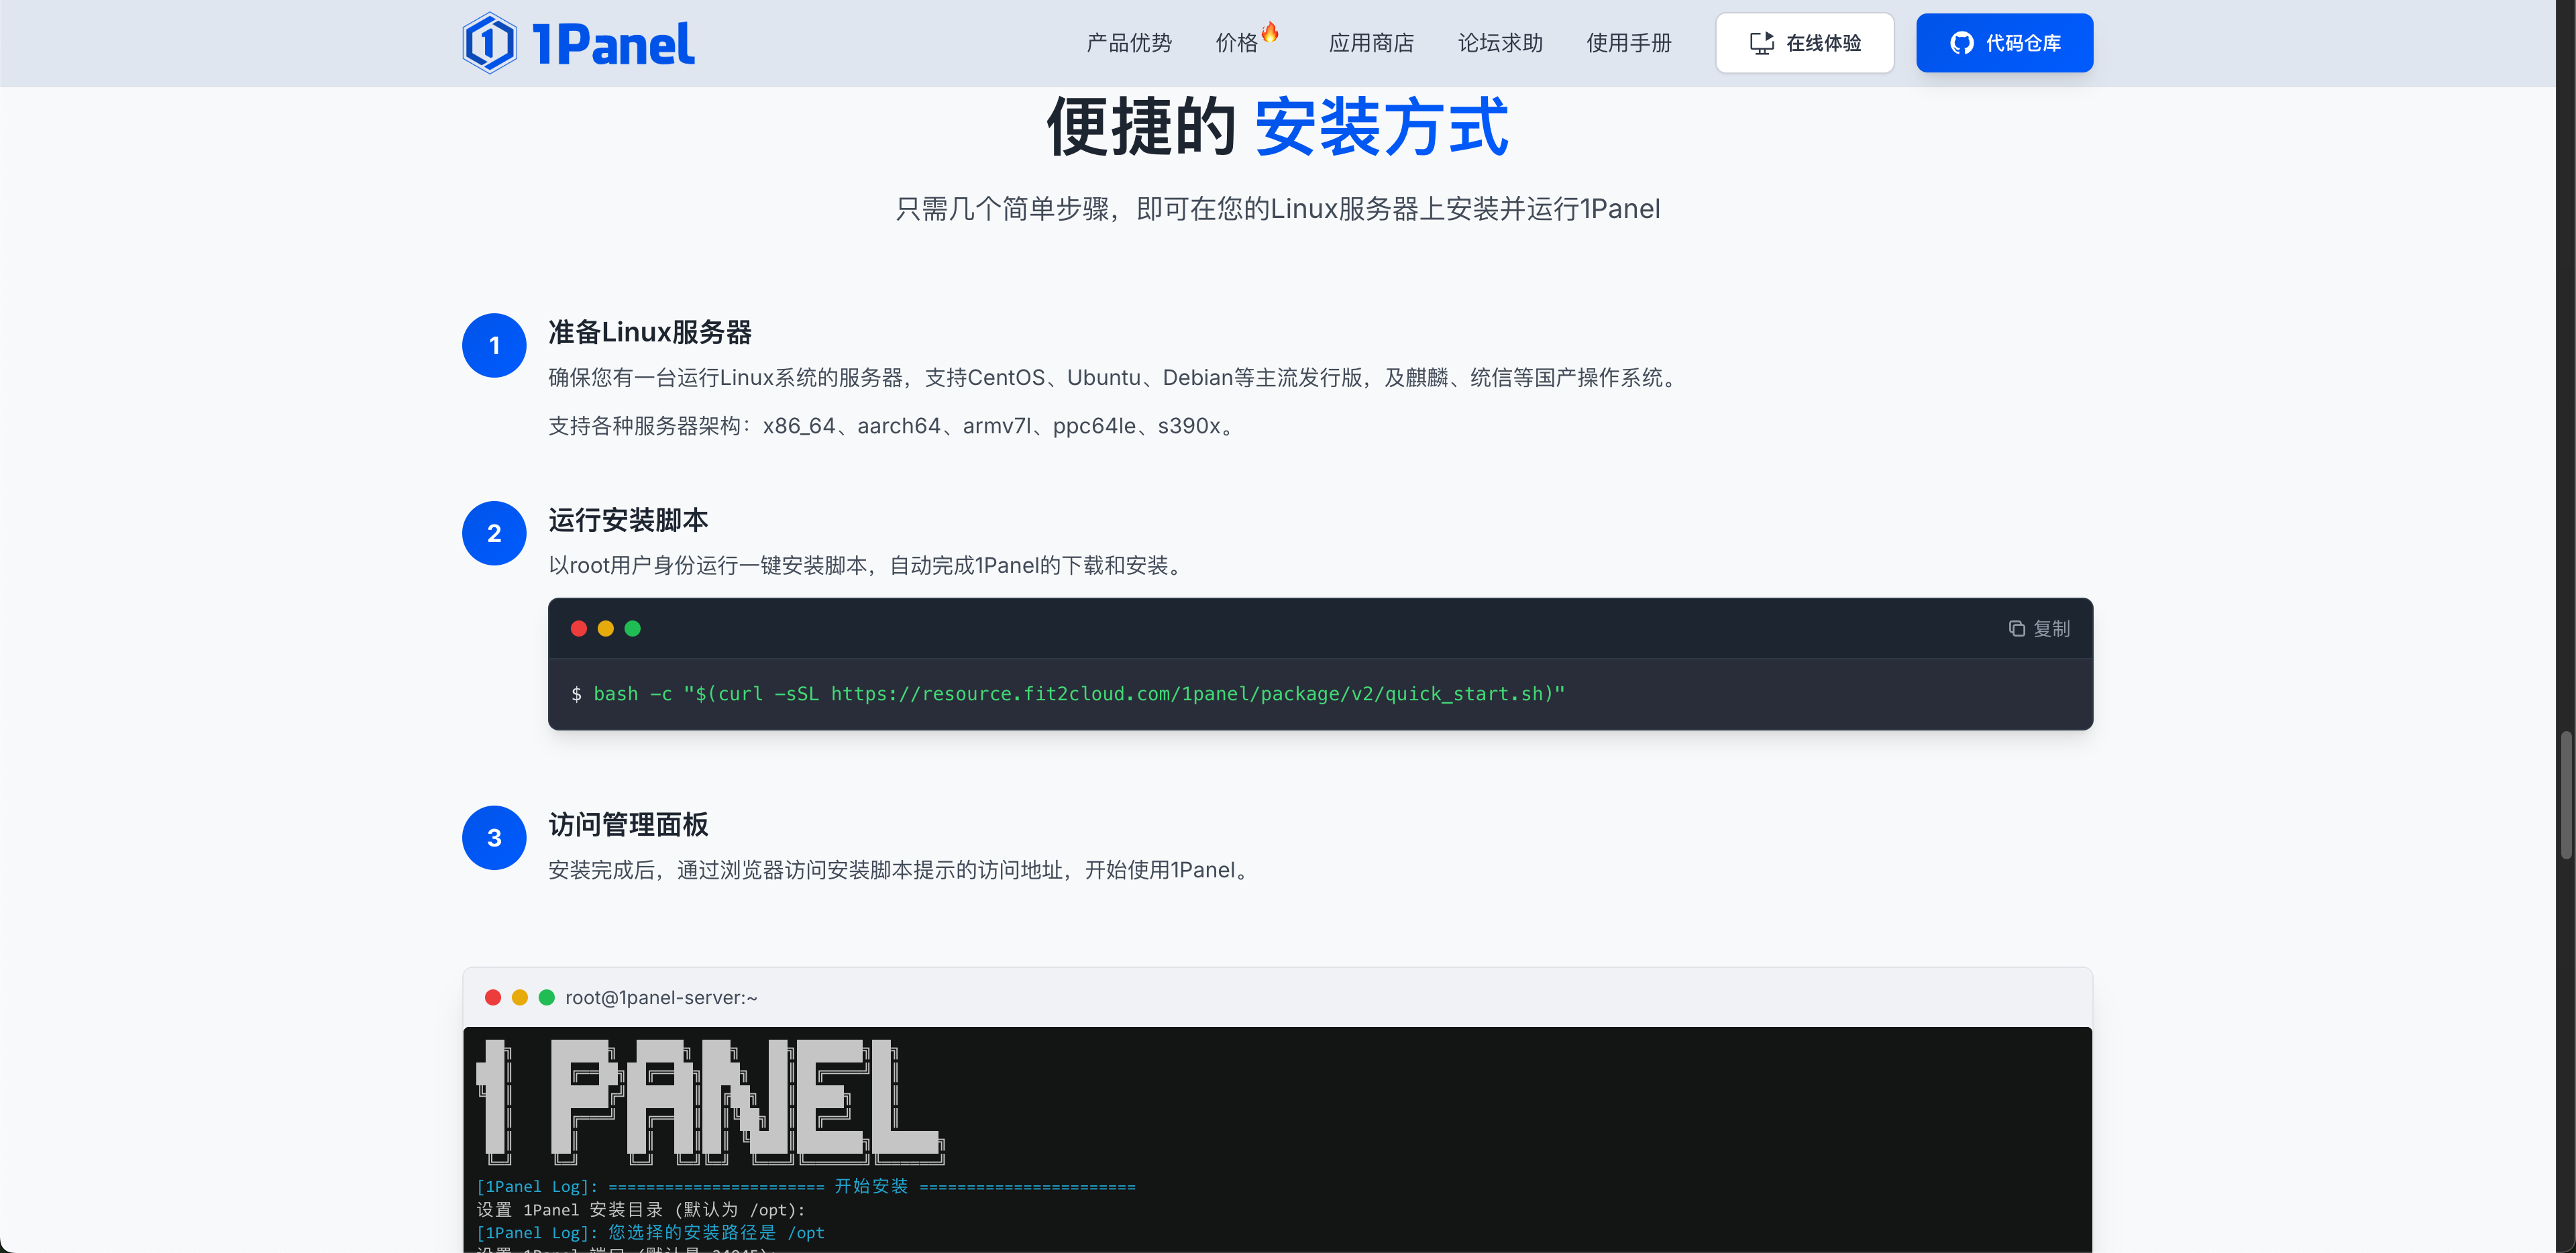 1Panel
产品优势 价格 应用商店 论坛求助 使用手册 在线体验 代码仓库
便捷的 安装方式
只需几个简单步骤，即可在您的Linux服务器上安装并运行1Panel
1 准备Linux服务器
确保您有一台运行Linux系统的服务器，支持CentOS、Ubuntu、Debian等主流发行版，及麒麟、统信等国产操作系统。
支持各种服务器架构：x86_64、aarch64、armv7l、ppc64le、s390x。
2 运行安装脚本
以root用户身份运行一键安装脚本，自动完成1Panel的下载和安装。
复制
$ bash -c "$(curl -sSL https://resource.fit2cloud.com/1panel/package/v2/quick_start.sh)"
3 访问管理面板
安装完成后，通过浏览器访问安装脚本提示的访问地址，开始使用1Panel。
root@1panel-server:~
1 PANEL
[1Panel Log]: ======================= 开始安装 =======================
设置 1Panel 安装目录 (默认为 /opt):
[1Panel Log]: 您选择的安装路径是 /opt